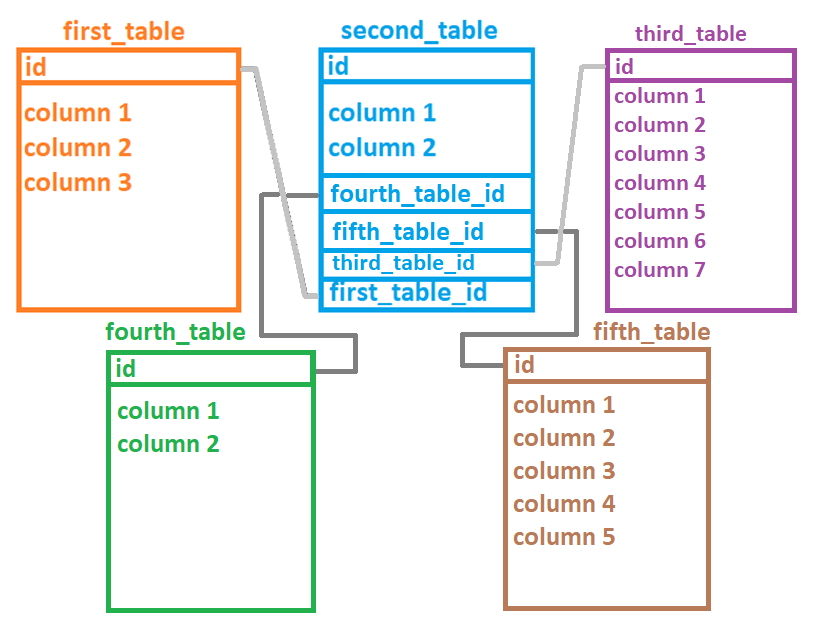 first_table
id
column 1
column 2
column 3
second_table
id
column 1
column 2
fourth_table_id
fifth_table_id
third_table_id
first_table_id
third_table
id
column 1
column 2
column 3
column 4
column 5
column 6
column 7
fourth_table
id
column 1
column 2
fifth_table
id
column 1
column 2
column 3
column 4
column 5